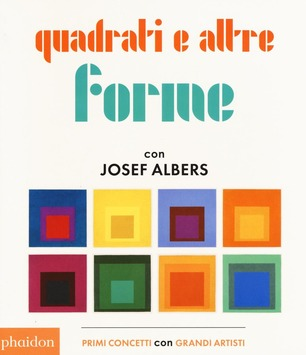 quadrati e altre
forme
con
JOSEF ALBERS
phaidon
PRIMI CONCETTI con GRANDI ARTISTI